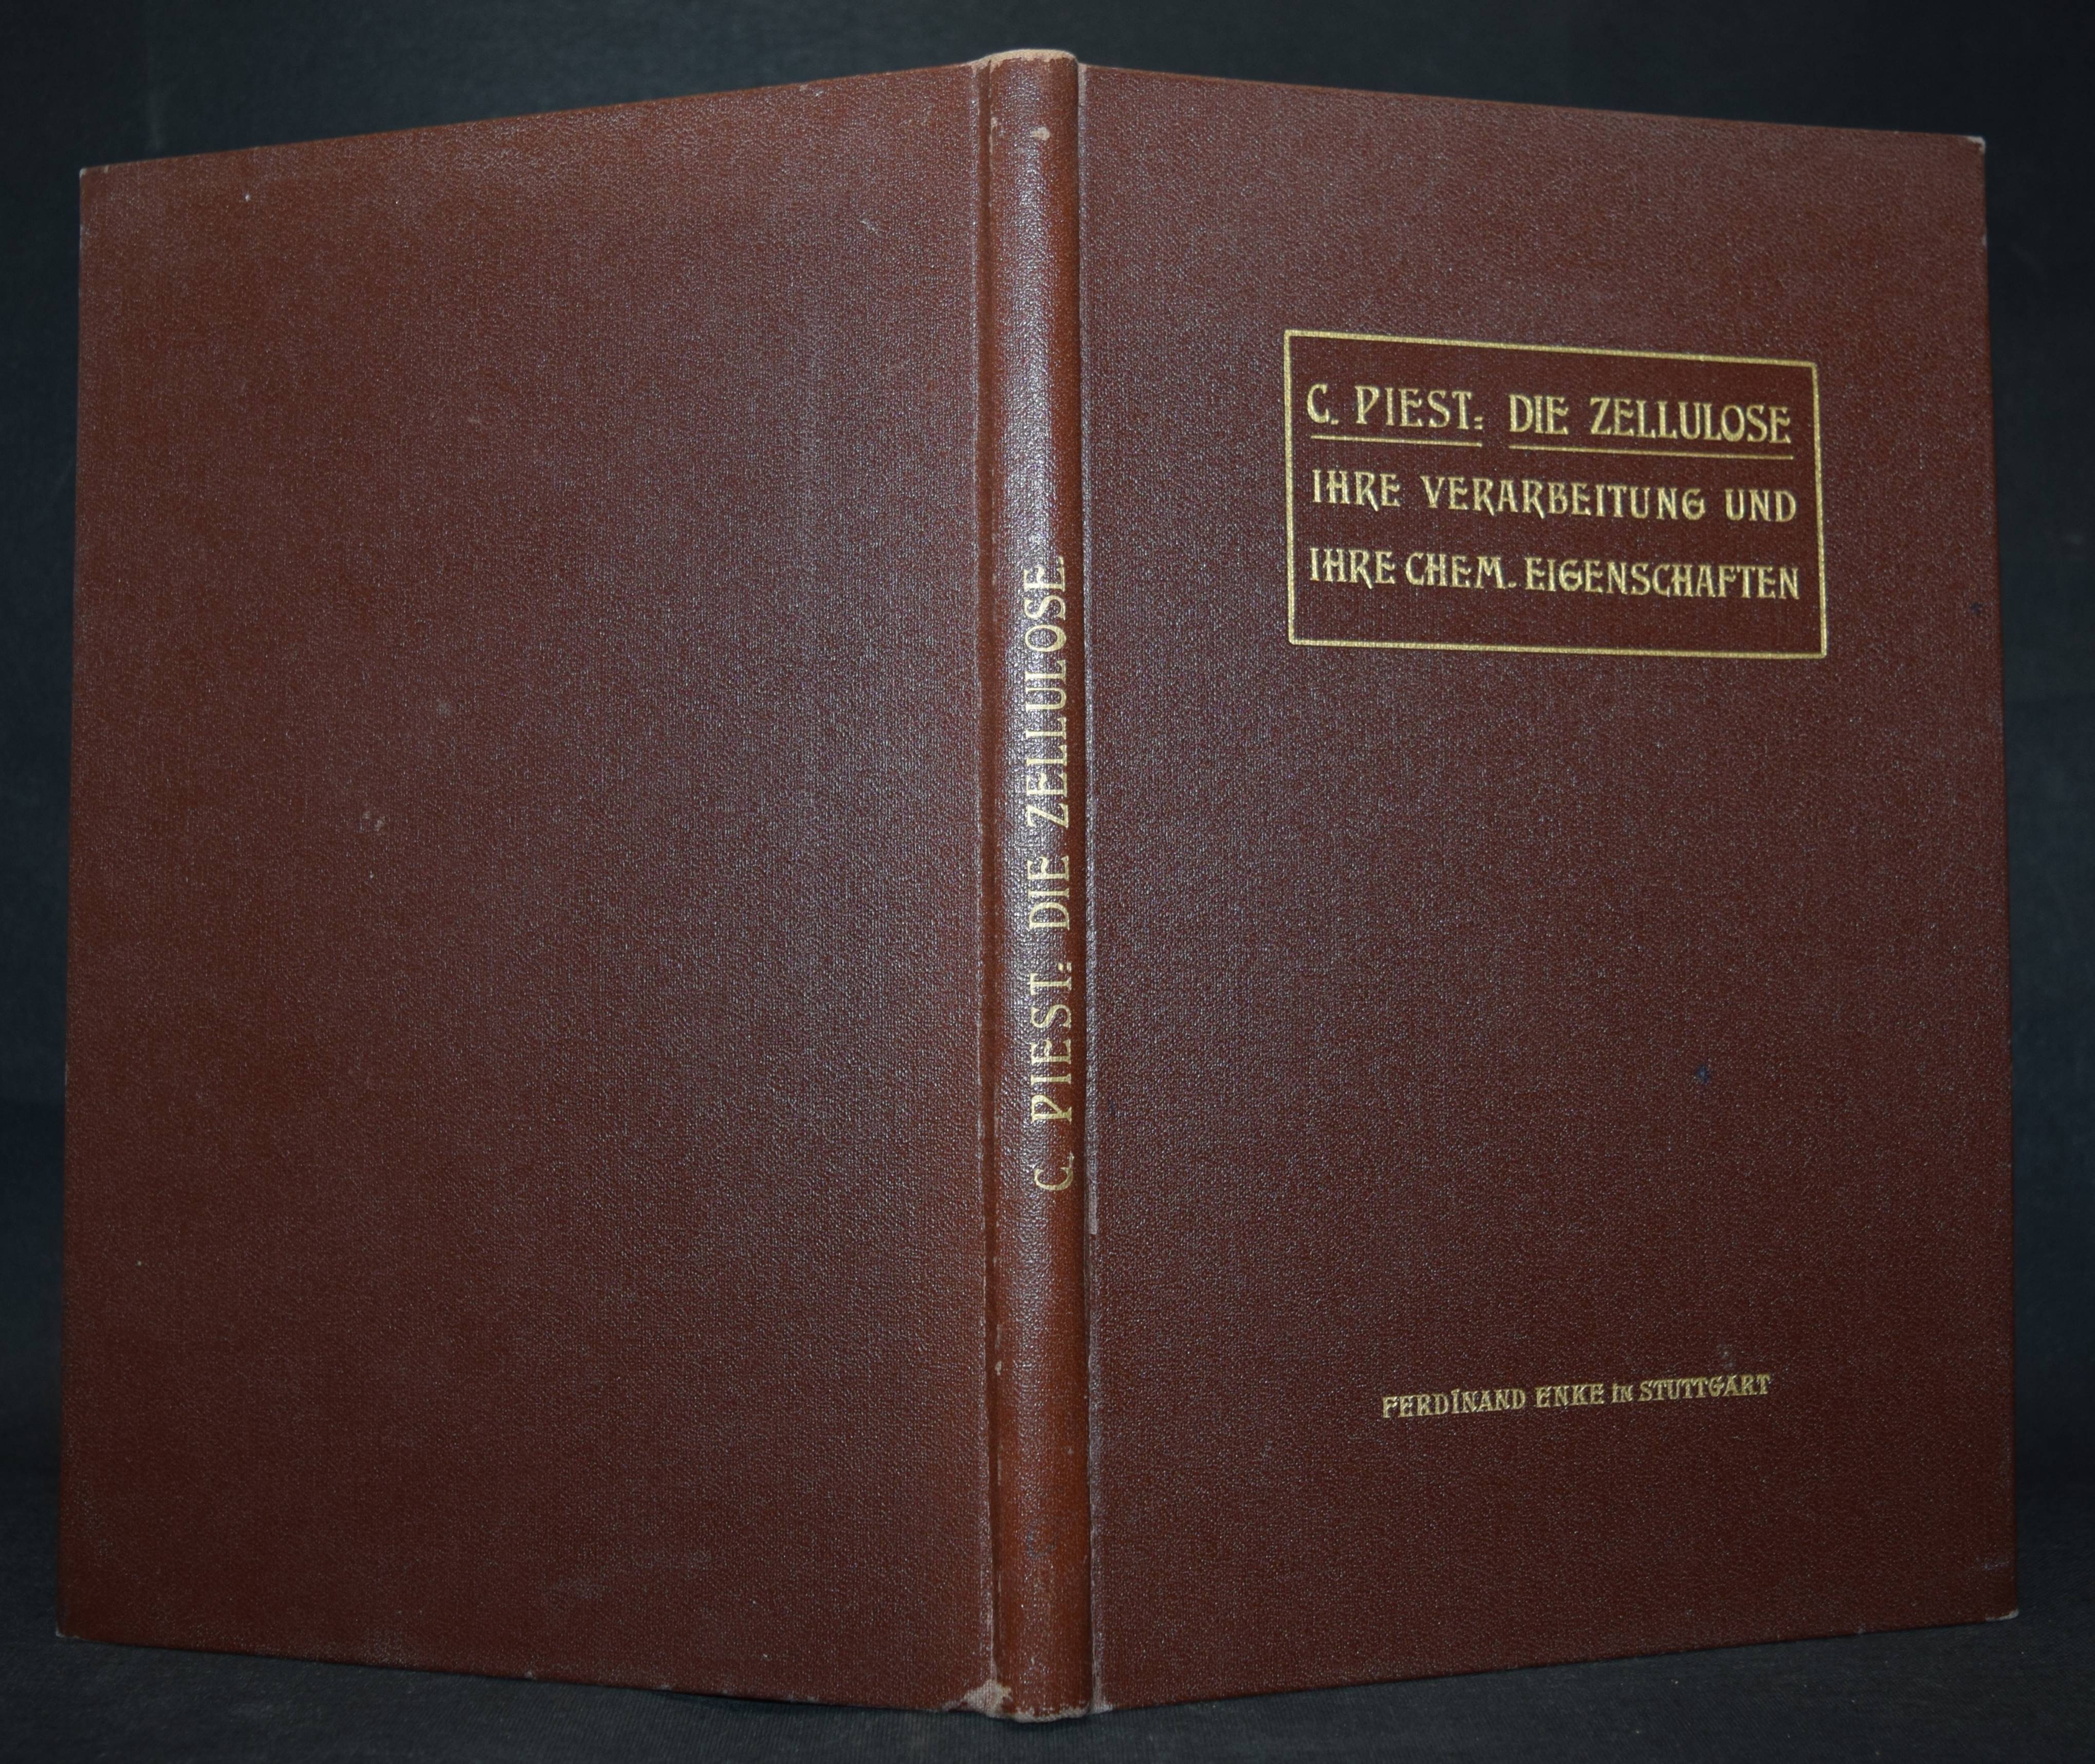 C. PIEST: DIE ZELLULOSE.
C. PIEST: DIE ZELLULOSE
IHRE VERARBEITUNG UND
IHRE CHEM. EIGENSCHAFTEN
FERDINAND ENKE in STUTTGART